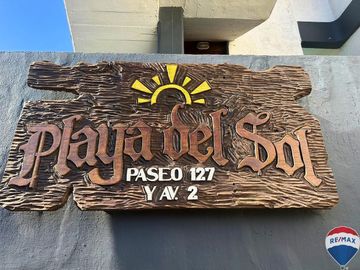 Playa del Sol
PASEO 127
Y AV. 2
RE/MAX